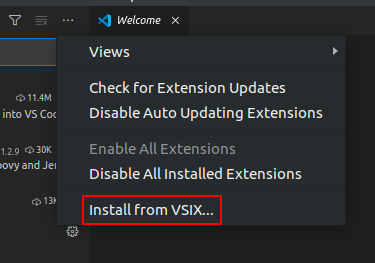 Welcome
Views
11.4M
Check for Extension Updates
into VS Coo
Disable Auto Updating Extensions
1.2.9 30K
Enable All Extensions
oovy and Jer
Disable All Installed Extensions
13K
Install from VSIX...